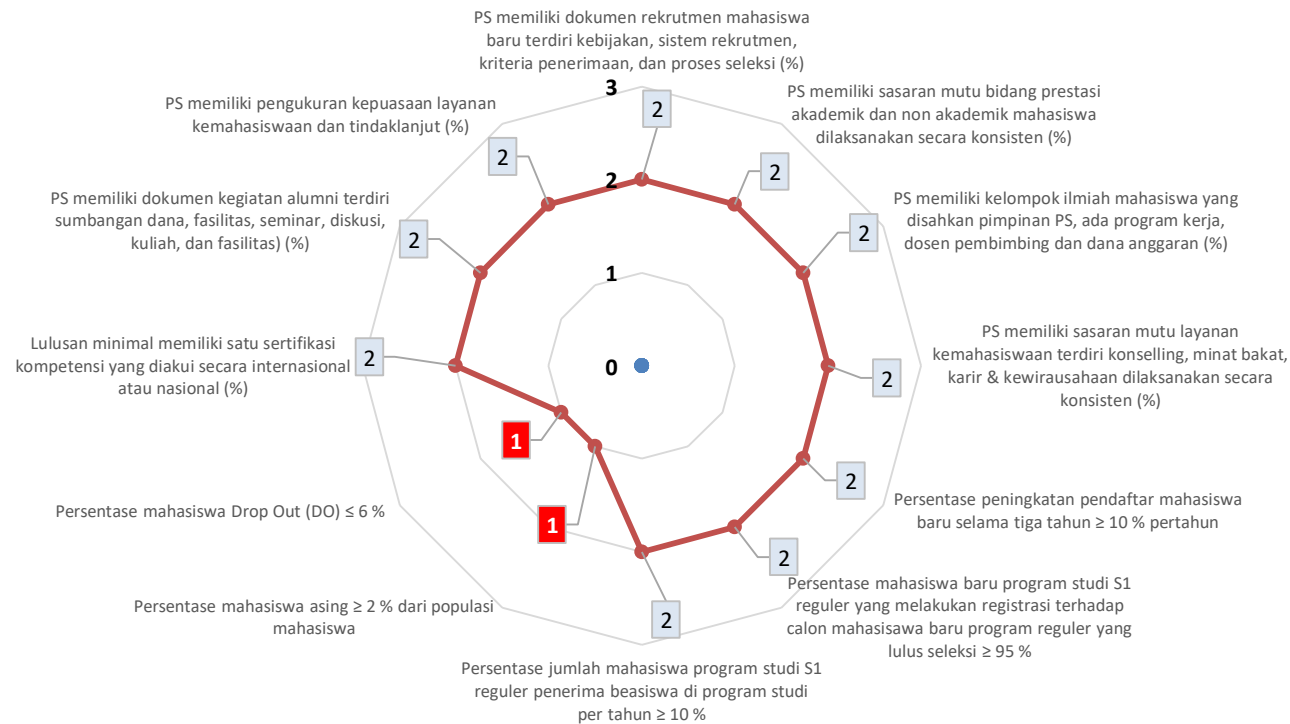 PS memiliki dokumen rekrutmen mahasiswa
baru terdiri kebijakan, sistem rekrutmen,
kriteria penerimaan, dan proses seleksi (%)
PS memiliki sasaran mutu bidang prestasi
akademik dan non akademik mahasiswa
dilaksanakan secara konsisten (%)
PS memiliki kelompok ilmiah mahasiswa yang
disahkan pimpinan PS, ada program kerja,
dosen pembimbing dan dana anggaran (%)
PS memiliki sasaran mutu layanan
kemahasiswaan terdiri konselling, minat bakat,
karir & kewirausahaan dilaksanakan secara
konsisten (%)
Persentase peningkatan pendaftar mahasiswa
baru selama tiga tahun ≥ 10 % pertahun
Persentase mahasiswa baru program studi S1
reguler yang melakukan registrasi terhadap
calon mahasisawa baru program reguler yang
lulus seleksi ≥ 95 %
Persentase jumlah mahasiswa program studi S1
reguler penerima beasiswa di program studi
per tahun ≥ 10 %
Persentase mahasiswa asing ≥ 2 % dari populasi
mahasiswa
Persentase mahasiswa Drop Out (DO) ≤ 6 %
Lulusan minimal memiliki satu sertifikasi
kompetensi yang diakui secara internasional
atau nasional (%)
PS memiliki dokumen kegiatan alumni terdiri
sumbangan dana, fasilitas, seminar, diskusi,
kuliah, dan fasilitas) (%)
PS memiliki pengukuran kepuasaan layanan
kemahasiswaan dan tindaklanjut (%)
3
2
1
0
2
2
2
2
2
2
2
1
1
2
2
2